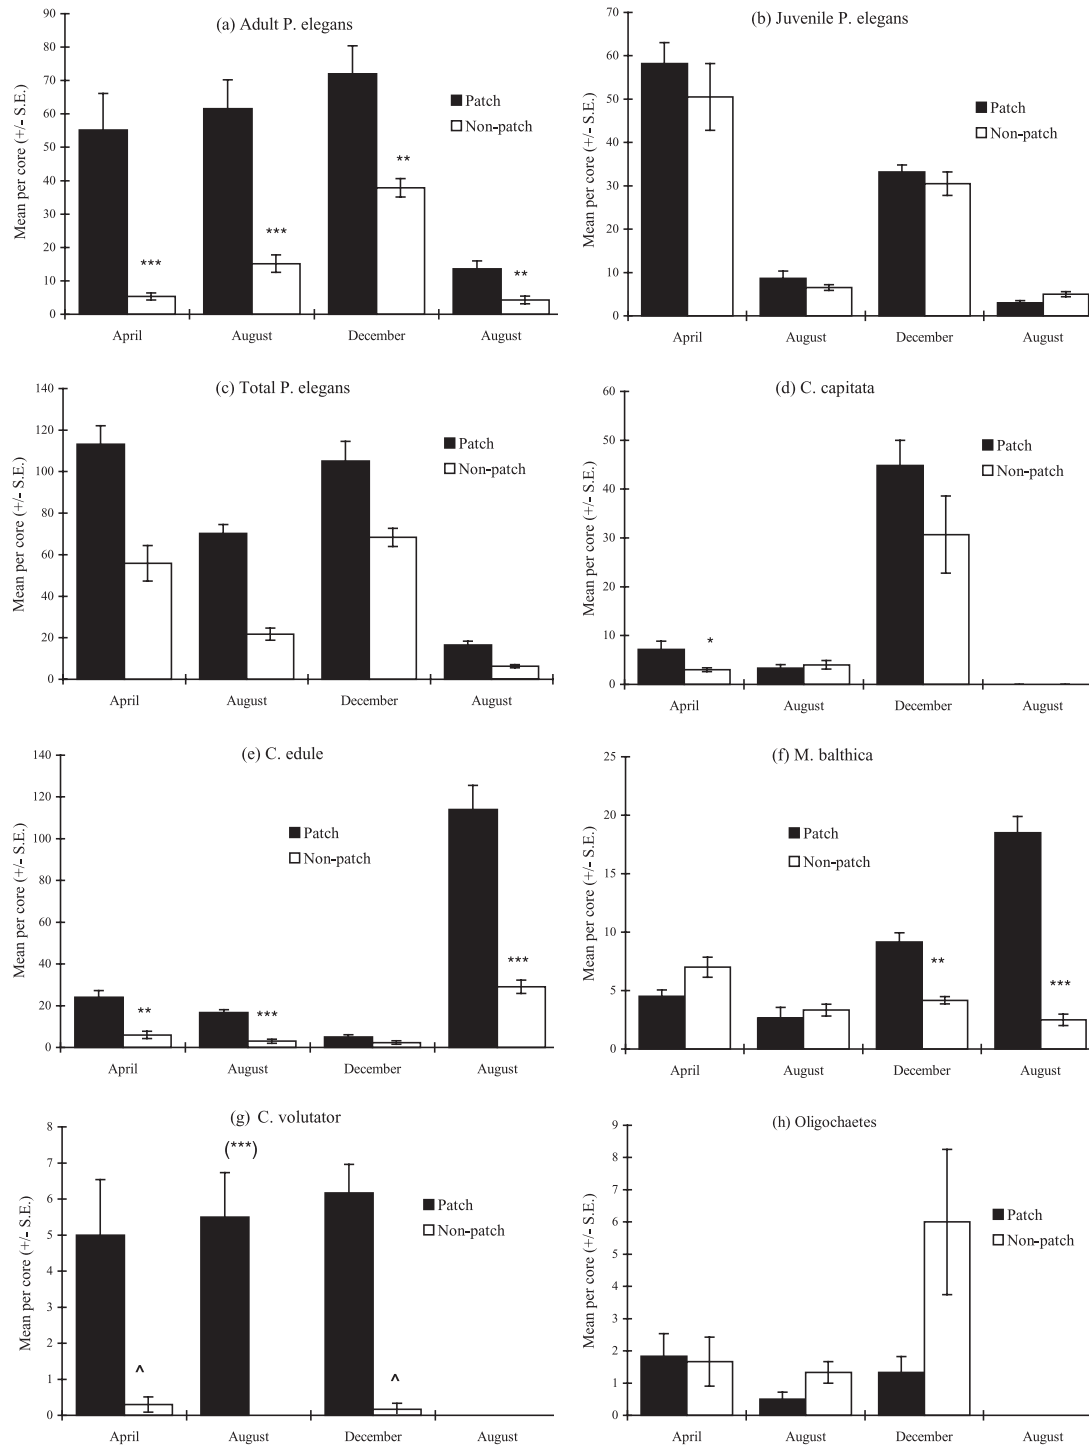 (a) Adult P. elegans
Mean per core (+/- S.E.)
90
80
70
60
50
40
30
20
10
0
Patch
Non-patch
***
***
**
**
April August December August
(b) Juvenile P. elegans
Mean per core (+/- S.E.)
70
60
50
40
30
20
10
0
Patch
Non-patch
April August December August
(c) Total P. elegans
Mean per core (+/- S.E.)
140
120
100
80
60
40
20
0
Patch
Non-patch
April August December August
(d) C. capitata
Mean per core (+/- S.E.)
60
50
40
30
20
10
0
Patch
Non-patch
*
April August December August
(e) C. edule
Mean per core (+/- S.E.)
140
120
100
80
60
40
20
0
Patch
Non-patch
**
***
***
April August December August
(f) M. balthica
Mean per core (+/- S.E.)
25
20
15
10
5
0
Patch
Non-patch
**
***
April August December August
(g) C. volutator
Mean per core (+/- S.E.)
8
7
6
5
4
3
2
1
0
(***)
Patch
Non-patch
^
^
April August December August
(h) Oligochaetes
Mean per core (+/- S.E.)
9
8
7
6
5
4
3
2
1
0
Patch
Non-patch
April August December August